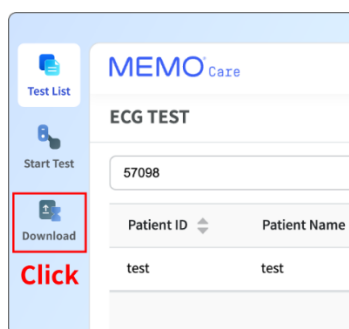 MEMO Care
Test List
ECG TEST
Start Test
57098
Download
Patient ID
Patient Name
Click
test
test